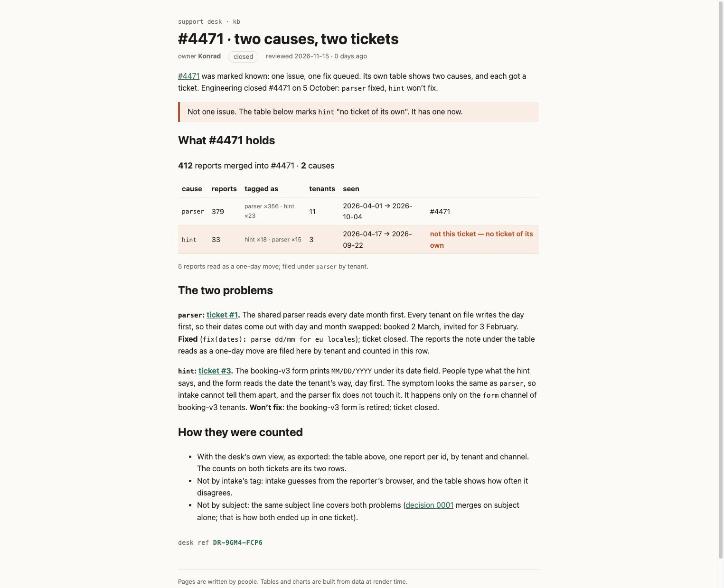 support desk · kb
#4471 · two causes, two tickets
owner Konrad closed reviewed 2026-11-15 · 0 days ago
#4471 was marked known: one issue, one fix queued. Its own table shows two causes, and each got a
ticket. Engineering closed #4471 on 5 October: parser fixed, hint won't fix.
Not one issue. The table below marks hint "no ticket of its own". It has one now.
What #4471 holds
412 reports merged into #4471 · 2 causes
cause reports tagged as tenants seen
parser 379 parser ×356 · hint ×23 11 2026-04-01 → 2026-10-04 #4471
hint 33 hint ×18 · parser ×15 3 2026-04-17 → 2026-09-22 not this ticket — no ticket of its own
6 reports read as a one-day move; filed under parser by tenant.
The two problems
parser: ticket #1. The shared parser reads every date month first. Every tenant on file writes the day
first, so their dates come out with day and month swapped: booked 2 March, invited for 3 February.
Fixed (fix(dates): parse dd/mm for eu locales); ticket closed. The reports the note under the table
reads as a one-day move are filed here by tenant and counted in this row.
hint: ticket #3. The booking-v3 form prints MM/DD/YYYY under its date field. People type what the hint
says, and the form reads the date the tenant's way, day first. The symptom looks the same as parser, so
intake cannot tell them apart, and the parser fix does not touch it. It happens only on the form channel of
booking-v3 tenants. Won't fix: the booking-v3 form is retired; ticket closed.
How they were counted
• With the desk's own view, as exported: the table above, one report per id, by tenant and channel.
The counts on both tickets are its two rows.
• Not by intake's tag: intake guesses from the reporter's browser, and the table shows how often it
disagrees.
• Not by subject: the same subject line covers both problems (decision 0001 merges on subject
alone; that is how both ended up in one ticket).
desk ref DR-9GM4-FCP6
Pages are written by people. Tables and charts are built from data at render time.